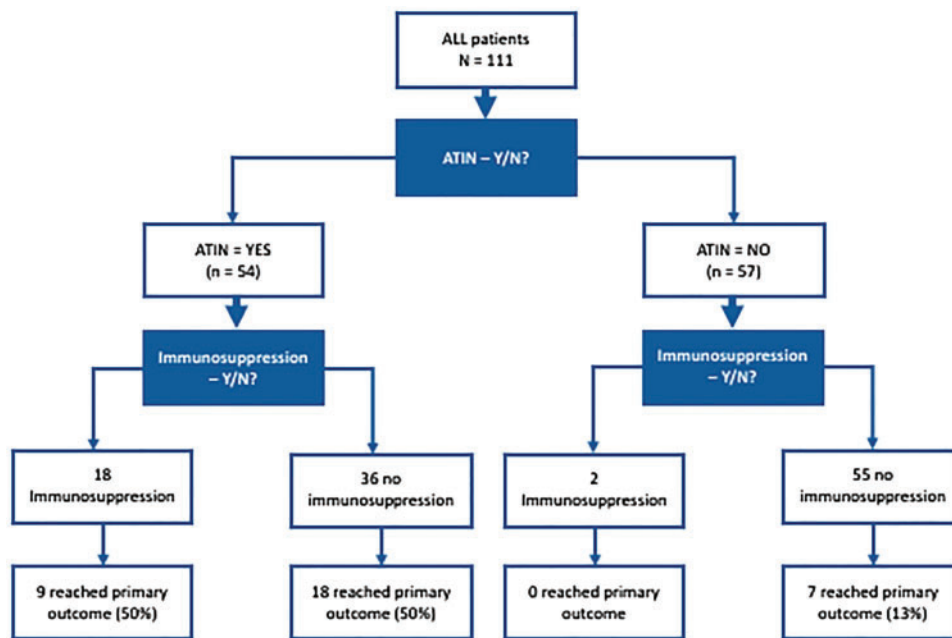 ALL patients
N = 111
ATIN – Y/N?
ATIN = YES
(n = 54)
ATIN = NO
(n = 57)
Immunosuppression
– Y/N?
Immunosuppression
– Y/N?
18
Immunosuppression
36 no
immunosuppression
2
Immunosuppression
55 no
immunosuppression
9 reached primary
outcome (50%)
18 reached primary
outcome (50%)
0 reached primary
outcome
7 reached primary
outcome (13%)